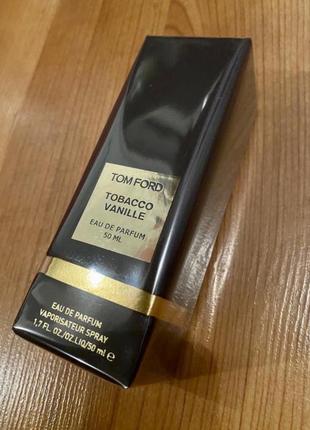 TOM FORD
TOBACCO
VANILLE
EAU DE PARFUM
50 ML
EAU DE PARFUM
VAPORISATEUR SPRAY
1,7 FL. OZ./OZ.LIQ/50 ml ℮